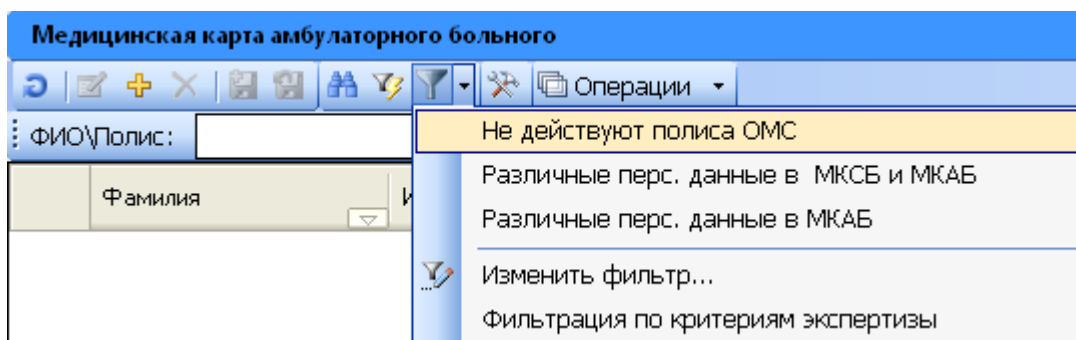 Медицинская карта амбулаторного больного
Операции
ФИО\Полис:
Не действуют полиса ОМС
Различные перс. данные в МКСБ и МКАБ
Фамилия
Различные перс. данные в МКАБ
Изменить фильтр...
Фильтрация по критериям экспертизы